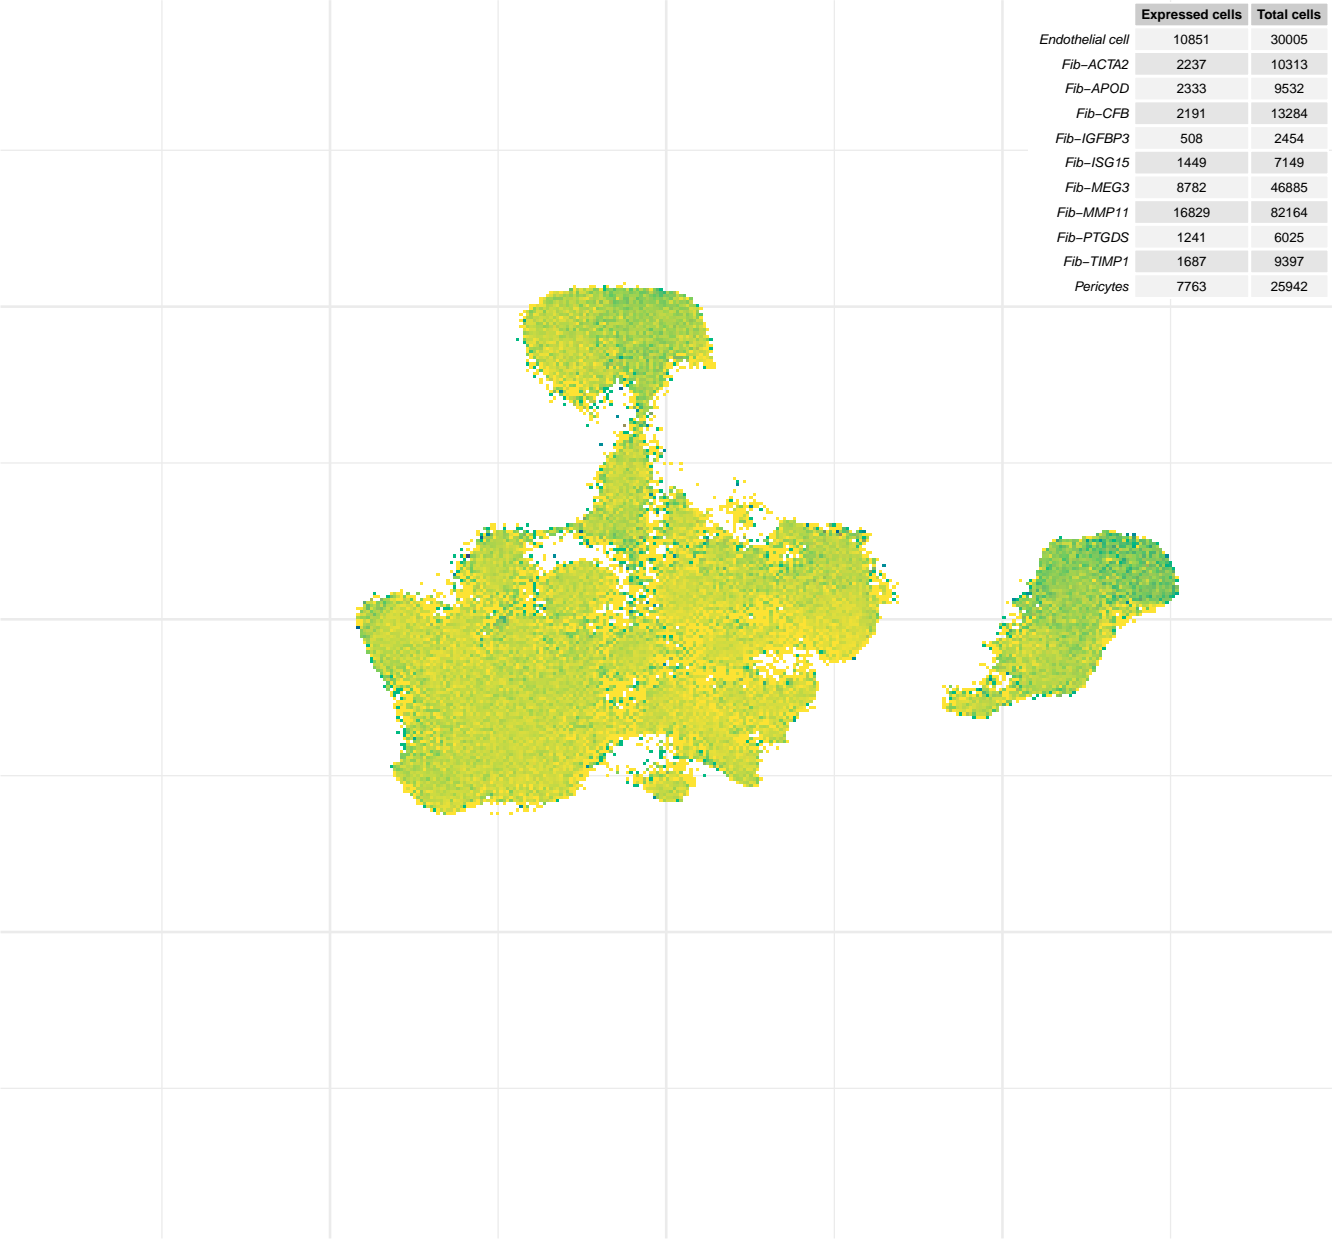 Expressed cells Total cells
Endothelial cell 10851 30005
Fib−ACTA2 2237 10313
Fib−APOD 2333 9532
Fib−CFB 2191 13284
Fib−IGFBP3 508 2454
Fib−ISG15 1449 7149
Fib−MEG3 8782 46885
Fib−MMP11 16829 82164
Fib−PTGDS 1241 6025
Fib−TIMP1 1687 9397
Pericytes 7763 25942